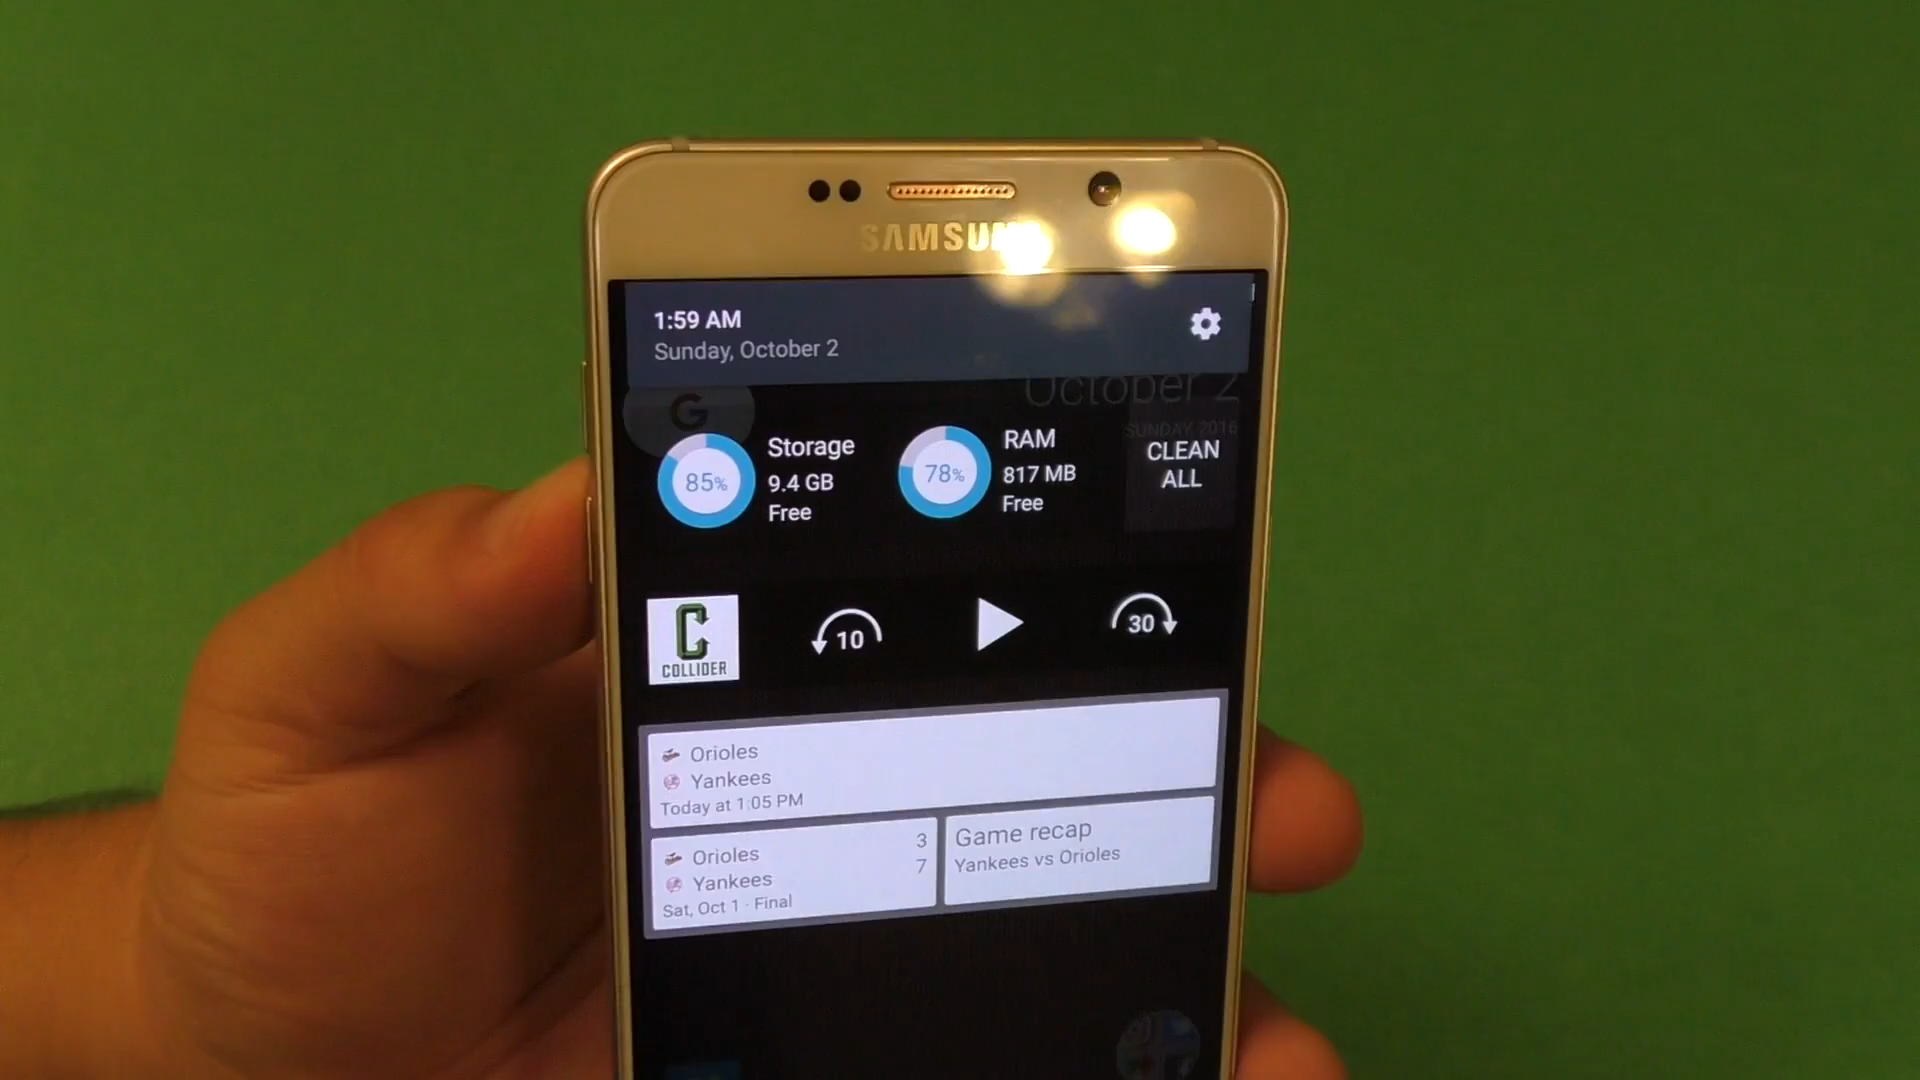 SAMSUNG
1:59 AM
Sunday, October 2
October 2
SUNDAY 2016
G
85%
Storage
9.4 GB
Free
78%
RAM
817 MB
Free
CLEAN
ALL
C
COLLIDER
10
30
Orioles
Yankees
Today at 1:05 PM
Orioles 3
Yankees 7
Sat, Oct 1 · Final
Game recap
Yankees vs Orioles